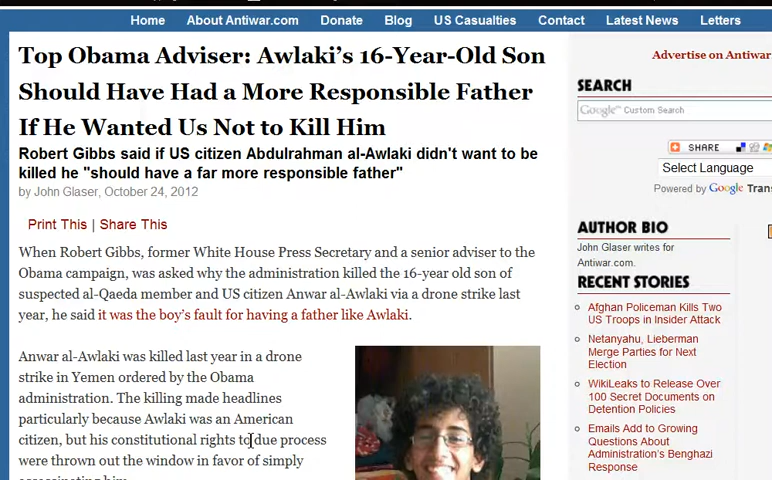 Home About Antiwar.com Donate Blog US Casualties Contact Latest News Letters
Top Obama Adviser: Awlaki’s 16-Year-Old Son
Should Have Had a More Responsible Father
If He Wanted Us Not to Kill Him
Robert Gibbs said if US citizen Abdulrahman al-Awlaki didn't want to be
killed he "should have a far more responsible father"
by John Glaser, October 24, 2012
Print This | Share This
When Robert Gibbs, former White House Press Secretary and a senior adviser to the
Obama campaign, was asked why the administration killed the 16-year old son of
suspected al-Qaeda member and US citizen Anwar al-Awlaki via a drone strike last
year, he said it was the boy’s fault for having a father like Awlaki.
Anwar al-Awlaki was killed last year in a drone
strike in Yemen ordered by the Obama
administration. The killing made headlines
particularly because Awlaki was an American
citizen, but his constitutional rights to due process
were thrown out the window in favor of simply
assassinating him.
Advertise on Antiwar
SEARCH
Google Custom Search
SHARE
Select Language
Powered by Google Trans
AUTHOR BIO
John Glaser writes for
Antiwar.com.
RECENT STORIES
Afghan Policeman Kills Two
US Troops in Insider Attack
Netanyahu, Lieberman
Merge Parties for Next
Election
WikiLeaks to Release Over
100 Secret Documents on
Detention Policies
Emails Add to Growing
Questions About
Administration's Benghazi
Response